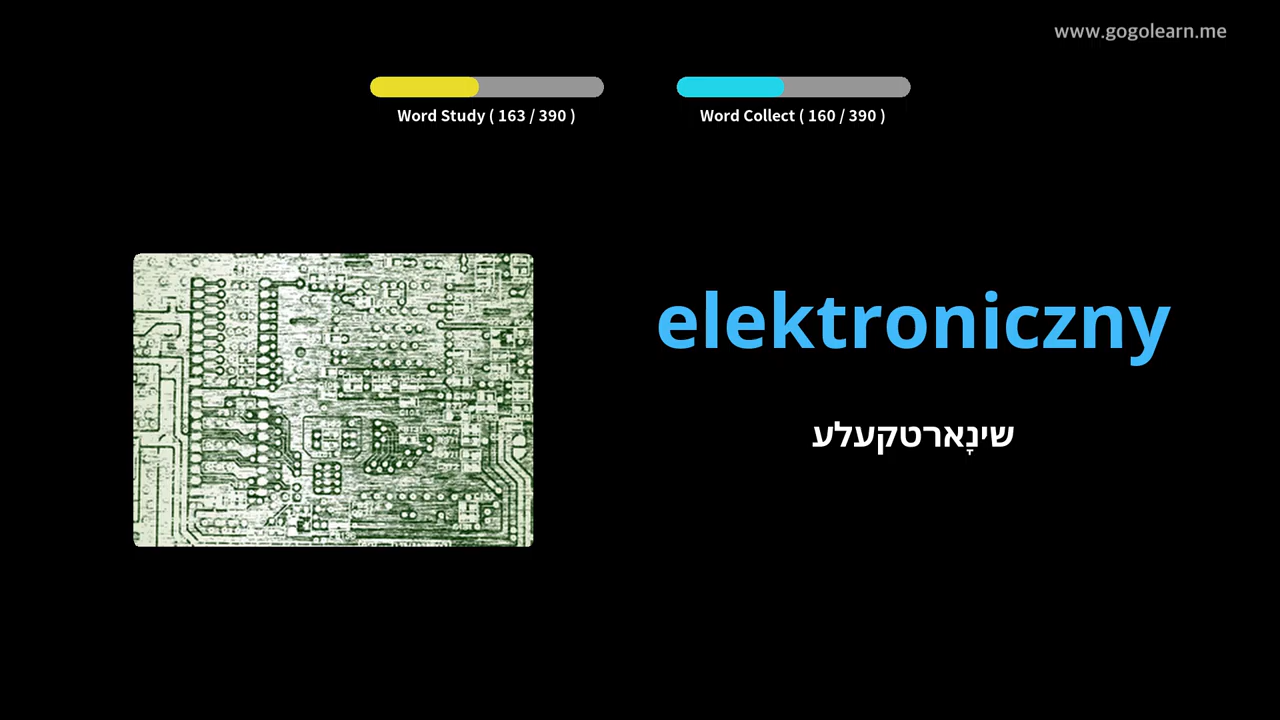 www.gogolearn.me
Word Study ( 163 / 390 )
Word Collect ( 160 / 390 )
elektroniczny
שינָארטקעלע